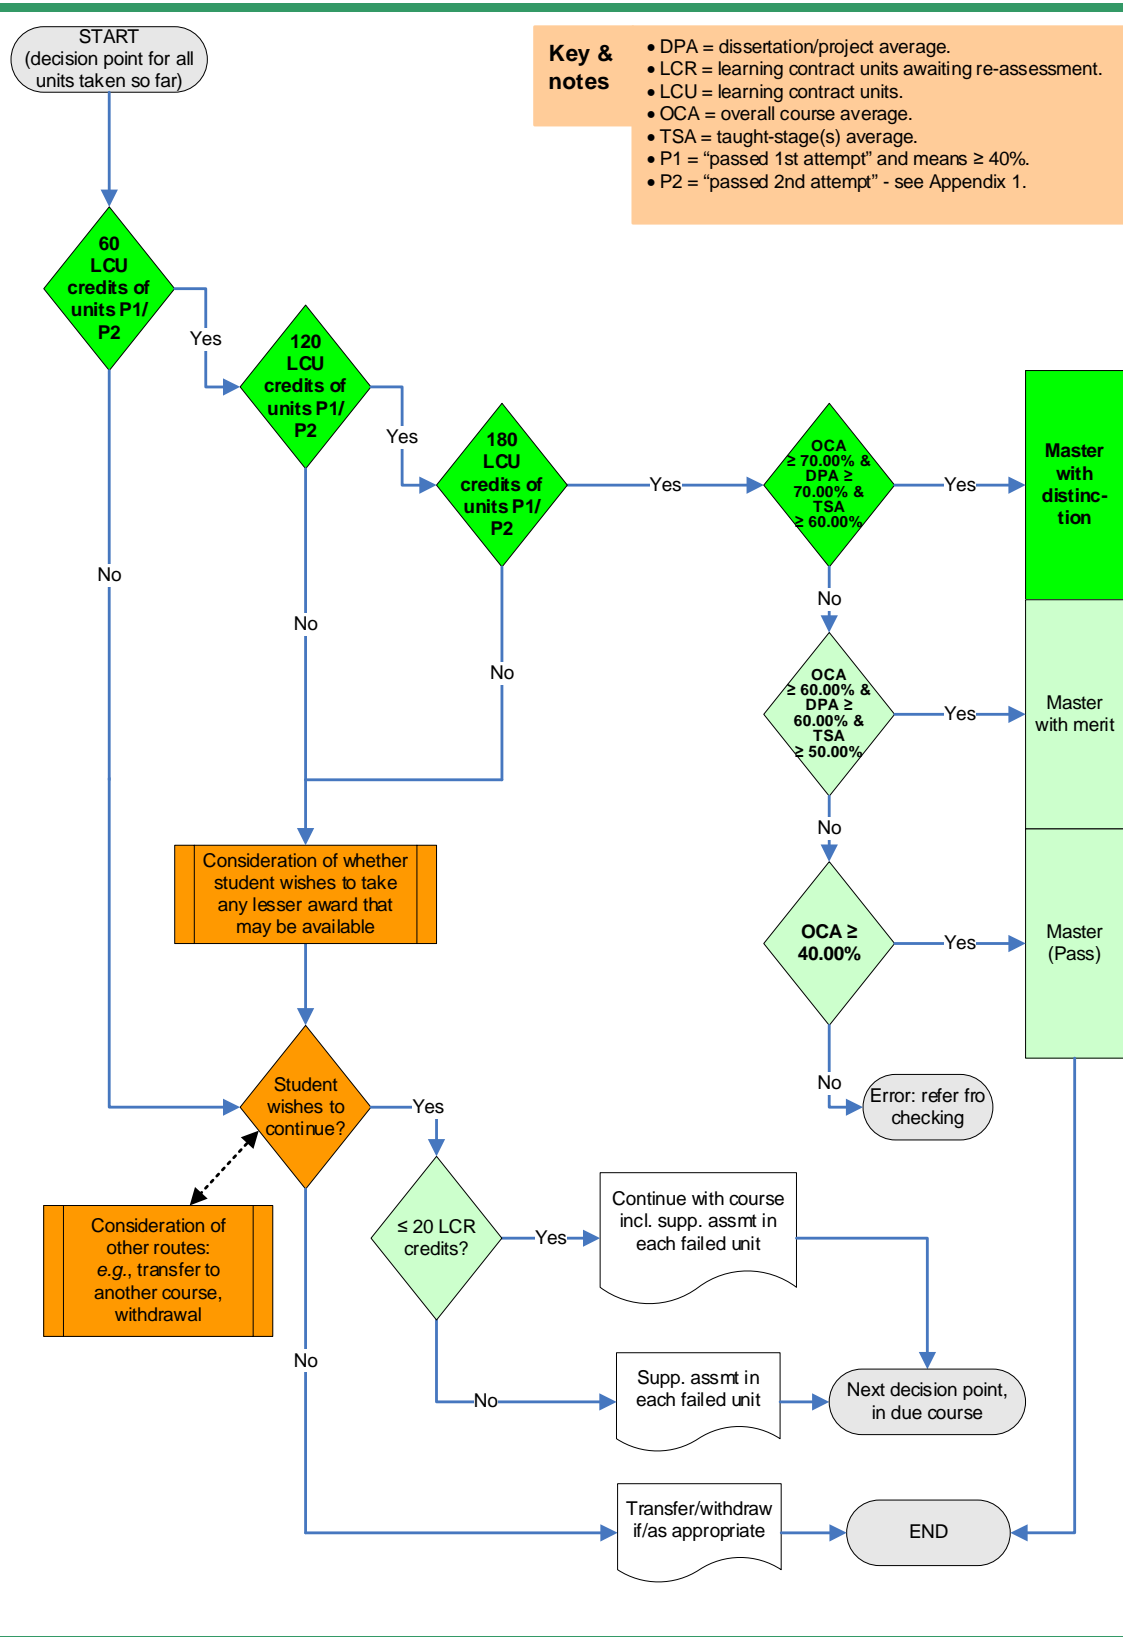 START
(decision point for all
units taken so far)
Key &
notes
• DPA = dissertation/project average.
• LCR = learning contract units awaiting re-assessment.
• LCU = learning contract units.
• OCA = overall course average.
• TSA = taught-stage(s) average.
• P1 = “passed 1st attempt” and means ≥ 40%.
• P2 = “passed 2nd attempt” - see Appendix 1.
60
LCU
credits of
units P1/
P2
Yes
120
LCU
credits of
units P1/
P2
Yes
180
LCU
credits of
units P1/
P2
Yes
OCA
≥ 70.00% &
DPA ≥
70.00% &
TSA
≥ 60.00%
Yes
Master
with
distinc-
tion
No
No
No
No
OCA
≥ 60.00% &
DPA ≥
60.00% &
TSA
≥ 50.00%
Yes
Master
with merit
No
Consideration of whether
student wishes to take
any lesser award that
may be available
OCA ≥
40.00%
Yes
Master
(Pass)
No
Error: refer fro
checking
Student
wishes to
continue?
Yes
Consideration of
other routes:
e.g., transfer to
another course,
withdrawal
≤ 20 LCR
credits?
Yes
Continue with course
incl. supp. assmt in
each failed unit
No
No
Supp. assmt in
each failed unit
Next decision point,
in due course
Transfer/withdraw
if/as appropriate
END